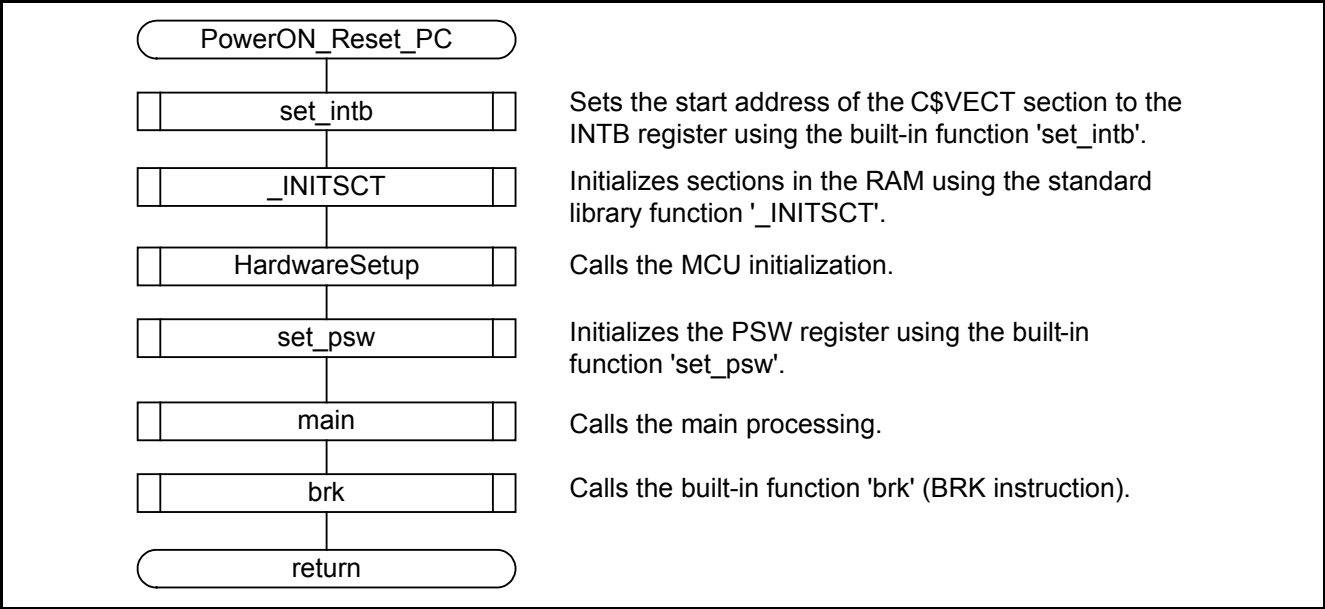 PowerON_Reset_PC
set_intb
Sets the start address of the C$VECT section to the
INTB register using the built-in function 'set_intb'.
_INITSCT
Initializes sections in the RAM using the standard
library function '_INITSCT'.
HardwareSetup
Calls the MCU initialization.
set_psw
Initializes the PSW register using the built-in
function 'set_psw'.
main
Calls the main processing.
brk
Calls the built-in function 'brk' (BRK instruction).
return